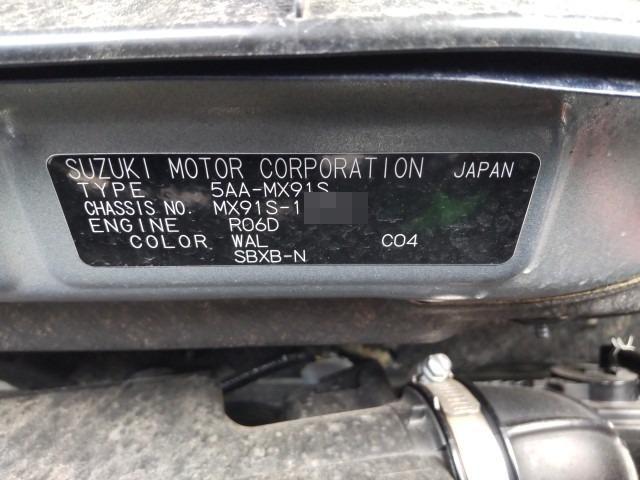 SUZUKI MOTOR CORPORATION JAPAN
TYPE 5AA-MX91S
CHASSIS NO. MX91S-1
ENGINE R06D
COLOR WAL C04
SBXB-N